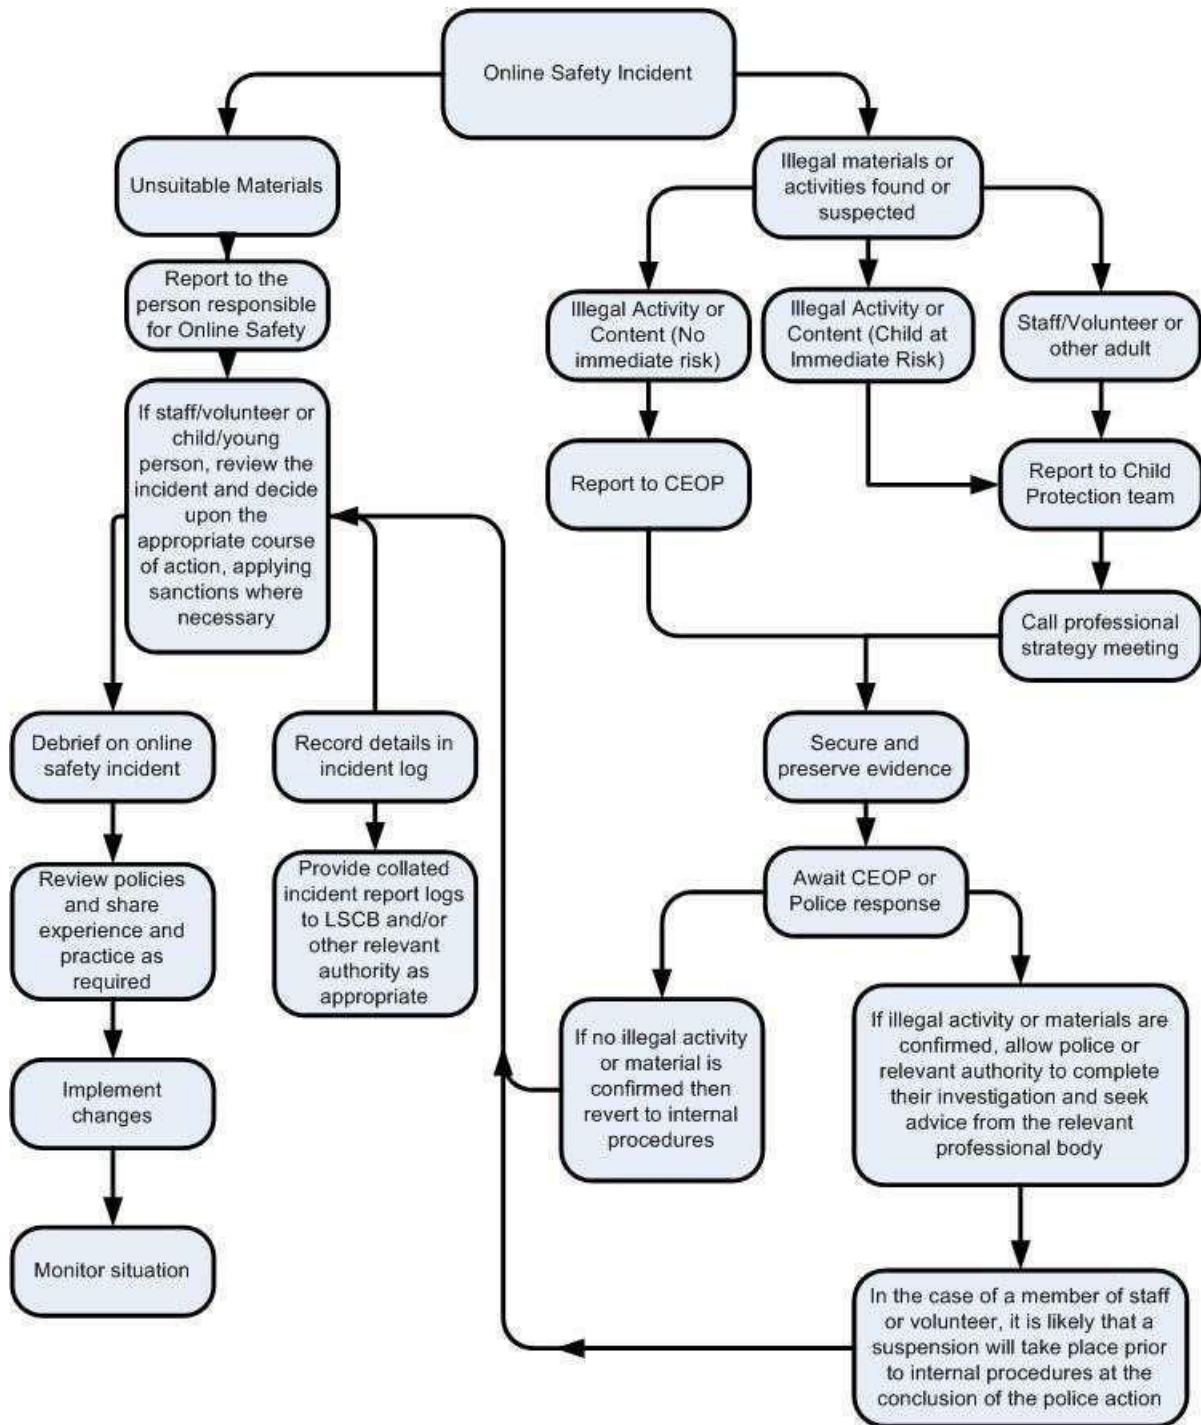 Online Safety Incident
Unsuitable Materials
Report to the
person responsible
for Online Safety
If staff/volunteer or
child/young
person, review the
incident and decide
upon the
appropriate course
of action, applying
sanctions where
necessary
Debrief on online
safety incident
Review policies
and share
experience and
practice as
required
Implement
changes
Monitor situation
Record details in
incident log
Provide collated
incident report logs
to LSCB and/or
other relevant
authority as
appropriate
Illegal materials or
activities found or
suspected
Illegal Activity or
Content (No
immediate risk)
Illegal Activity or
Content (Child at
Immediate Risk)
Staff/Volunteer or
other adult
Report to CEOP
Report to Child
Protection team
Call professional
strategy meeting
Secure and
preserve evidence
Await CEOP or
Police response
If no illegal activity
or material is
confirmed then
revert to internal
procedures
If illegal activity or materials are
confirmed, allow police or
relevant authority to complete
their investigation and seek
advice from the relevant
professional body
In the case of a member of staff
or volunteer, it is likely that a
suspension will take place prior
to internal procedures at the
conclusion of the police action